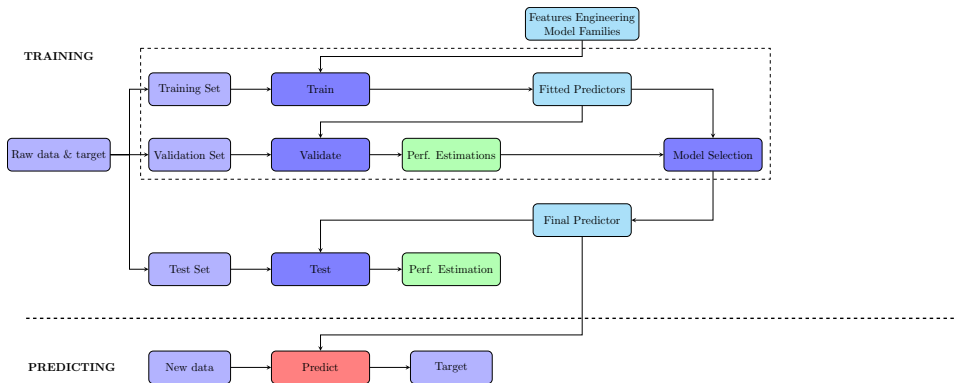 Features Engineering
Model Families
TRAINING
Training Set
Train
Fitted Predictors
Raw data & target
Validation Set
Validate
Perf. Estimations
Model Selection
Final Predictor
Test Set
Test
Perf. Estimation
PREDICTING
New data
Predict
Target